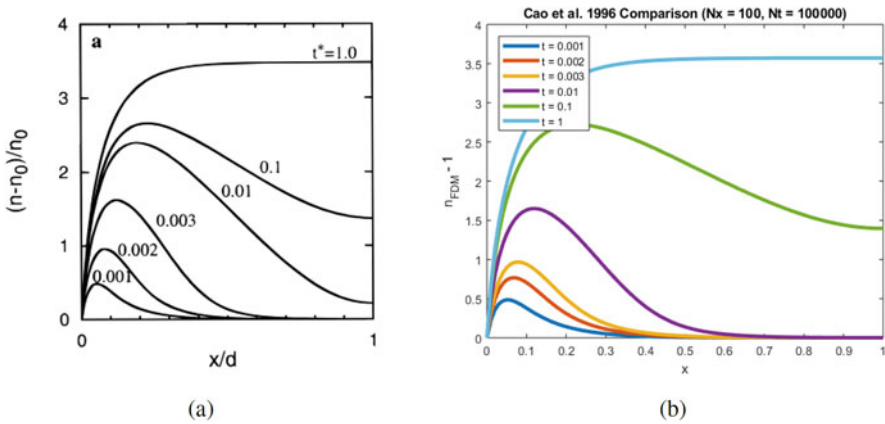 a
t*=1.0
0.1
0.01
0.003
0.002
0.001
4
3
2
1
0
(n-n₀)/n₀
0
1
x/d
(a)
Cao et al. 1996 Comparison (Nx = 100, Nt = 100000)
t = 0.001
t = 0.002
t = 0.003
t = 0.01
t = 0.1
t = 1
4
3.5
3
2.5
2
1.5
1
0.5
0
n_FDM - 1
0 0.1 0.2 0.3 0.4 0.5 0.6 0.7 0.8 0.9 1
x
(b)